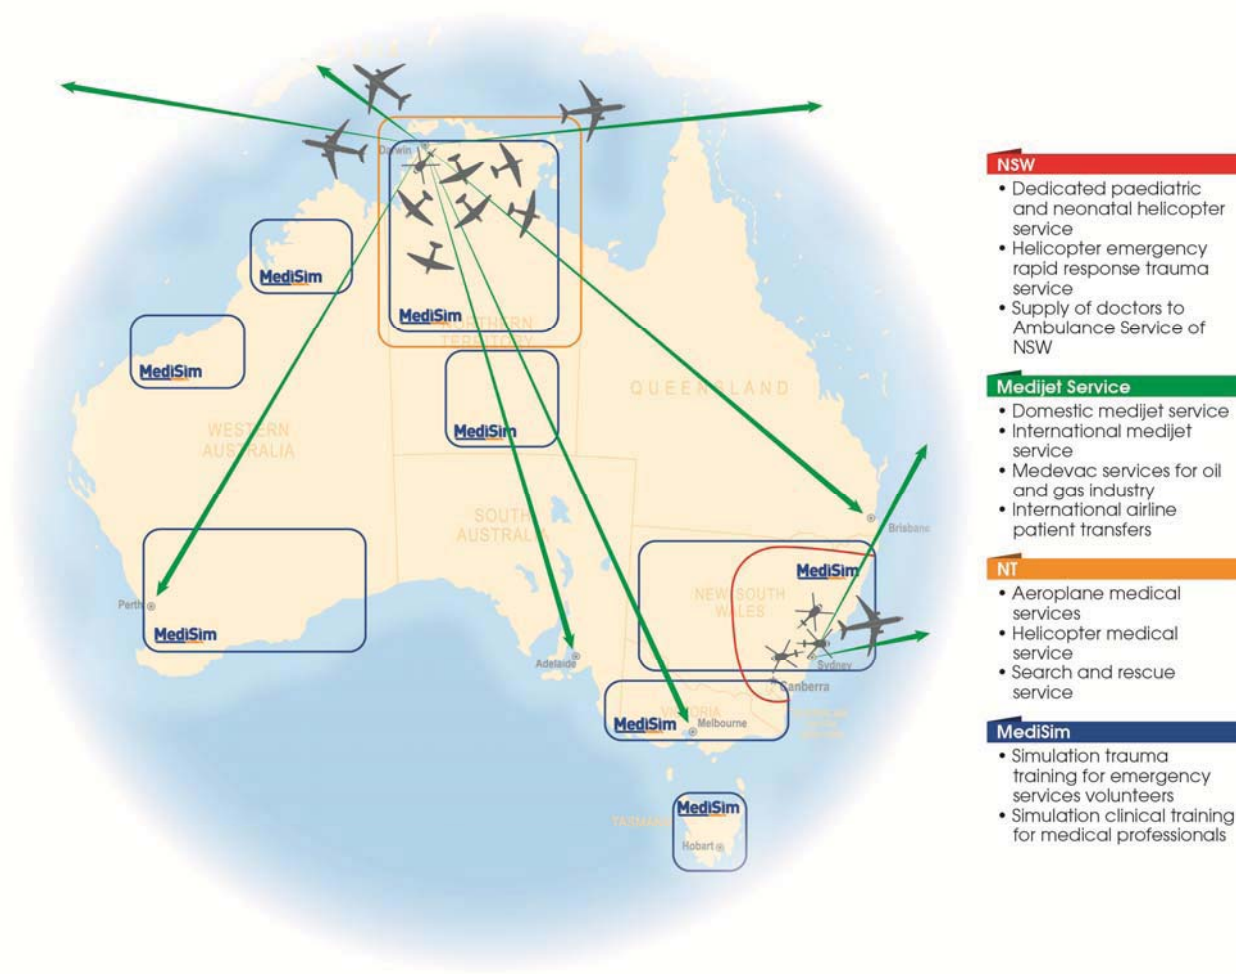 Darwin
MediSim
MediSim
NORTHERN
TERRITORY
MediSim
QUEENSLAND
MediSim
WESTERN
AUSTRALIA
SOUTH
AUSTRALIA
Brisbane
MediSim
NEW SOUTH
WALES
Perth
MediSim
Adelaide
Sydney
Canberra
VICTORIA
MediSim
Melbourne
MediSim
TASMANIA
Hobart
NSW
• Dedicated paediatric
and neonatal helicopter
service
• Helicopter emergency
rapid response trauma
service
• Supply of doctors to
Ambulance Service of
NSW
Medijet Service
• Domestic medijet service
• International medijet
service
• Medevac services for oil
and gas industry
• International airline
patient transfers
NT
• Aeroplane medical
services
• Helicopter medical
service
• Search and rescue
service
MediSim
• Simulation trauma
training for emergency
services volunteers
• Simulation clinical training
for medical professionals